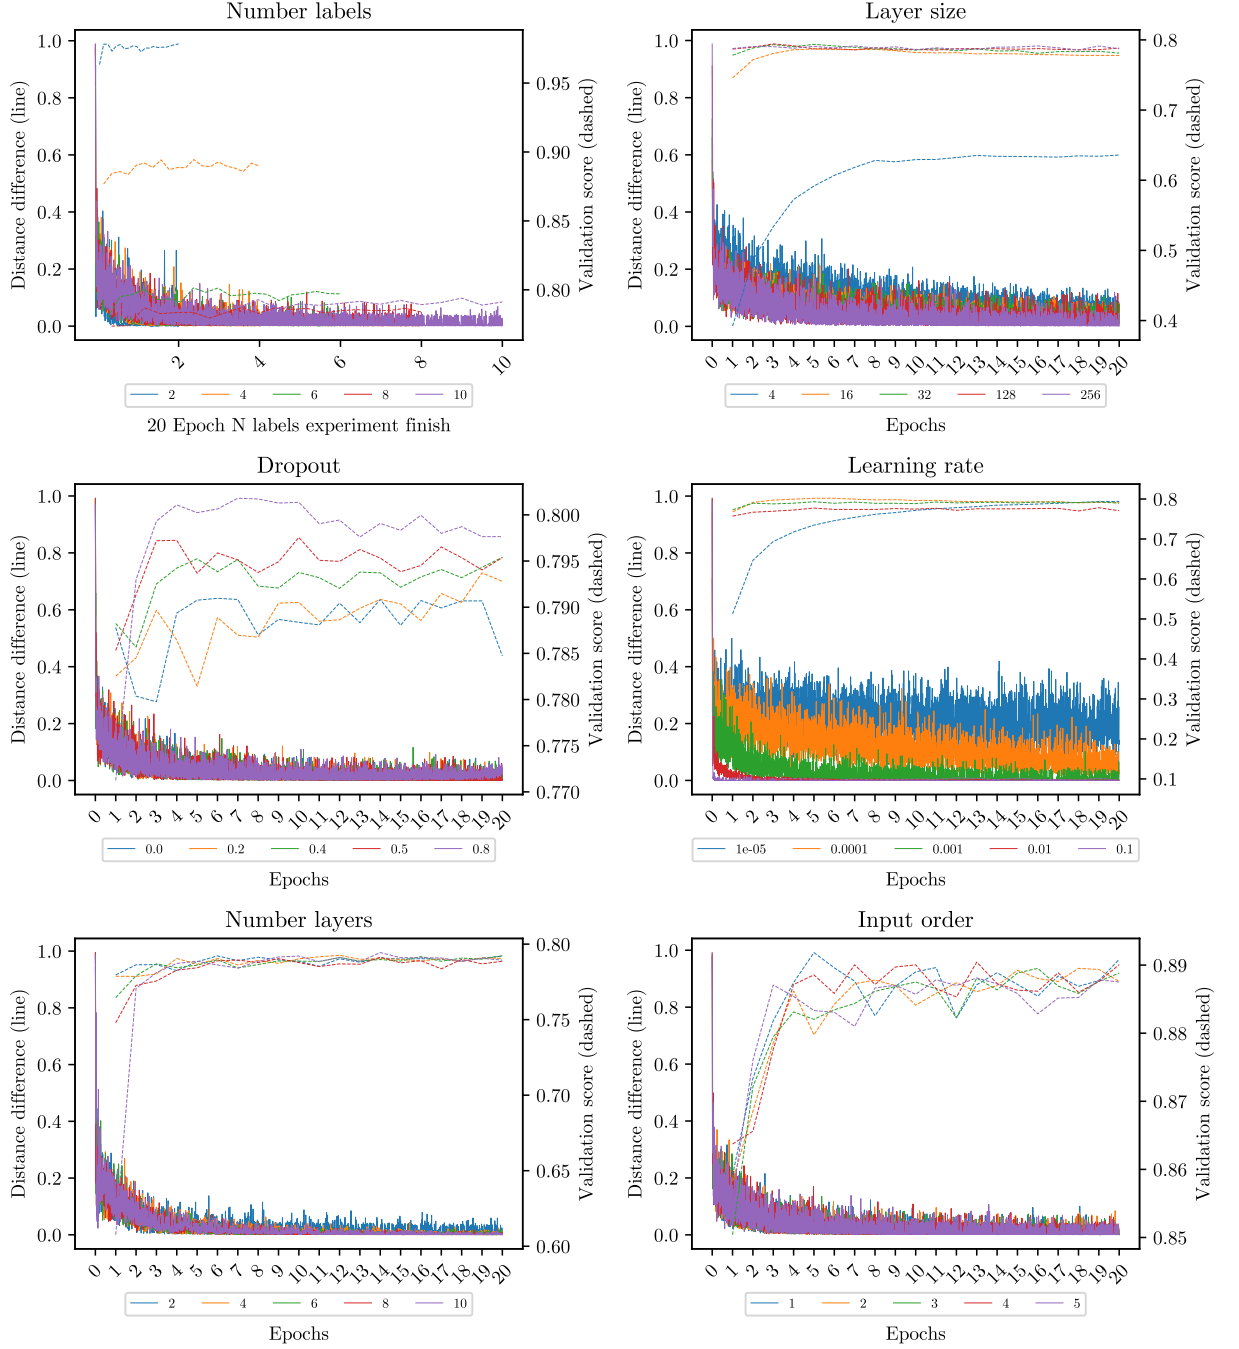 Number labels
1.0
0.8
0.6
0.4
0.2
0.0
Distance difference (line)
0.95
0.90
0.85
0.80
Validation score (dashed)
2 4 6 8 10
2 4 6 8 10
20 Epoch N labels experiment finish
Layer size
1.0
0.8
0.6
0.4
0.2
0.0
Distance difference (line)
0.8
0.7
0.6
0.5
0.4
Validation score (dashed)
0 1 2 3 4 5 6 7 8 9 10 11 12 13 14 15 16 17 18 19 20
4 16 32 128 256
Epochs
Dropout
1.0
0.8
0.6
0.4
0.2
0.0
Distance difference (line)
0.800
0.795
0.790
0.785
0.780
0.775
0.770
Validation score (dashed)
0 1 2 3 4 5 6 7 8 9 10 11 12 13 14 15 16 17 18 19 20
0.0 0.2 0.4 0.5 0.8
Epochs
Learning rate
1.0
0.8
0.6
0.4
0.2
0.0
Distance difference (line)
0.8
0.7
0.6
0.5
0.4
0.3
0.2
0.1
Validation score (dashed)
0 1 2 3 4 5 6 7 8 9 10 11 12 13 14 15 16 17 18 19 20
1e-05 0.0001 0.001 0.01 0.1
Epochs
Number layers
1.0
0.8
0.6
0.4
0.2
0.0
Distance difference (line)
0.80
0.75
0.70
0.65
0.60
Validation score (dashed)
0 1 2 3 4 5 6 7 8 9 10 11 12 13 14 15 16 17 18 19 20
2 4 6 8 10
Epochs
Input order
1.0
0.8
0.6
0.4
0.2
0.0
Distance difference (line)
0.89
0.88
0.87
0.86
0.85
Validation score (dashed)
0 1 2 3 4 5 6 7 8 9 10 11 12 13 14 15 16 17 18 19 20
1 2 3 4 5
Epochs